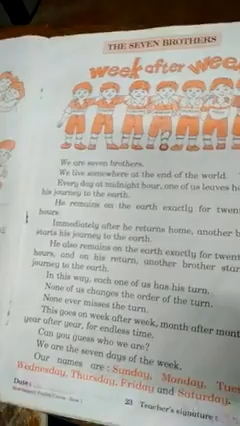 THE SEVEN BROTHERS
week after week
We are seven brothers.
We live somewhere at the end of the world.
Every day at midnight hour, one of us leaves
his journey to the earth.
He remains on the earth exactly for
hours.
Immediately after he returns home, another
starts his journey to the earth.
He also remains on the earth exactly for
hours, and on his return, another brother
journey to the earth.
In this way, each one of us has his turn.
None of us changes the order of the turn.
None ever misses the turn.
This goes on week after week, month after
year after year, for endless time.
Can you guess who we are?
We are the seven days of the week.
Our names are : Sunday, Monday,
Wednesday, Thursday, Friday and Saturday.
Date:
23 Teacher's signature :